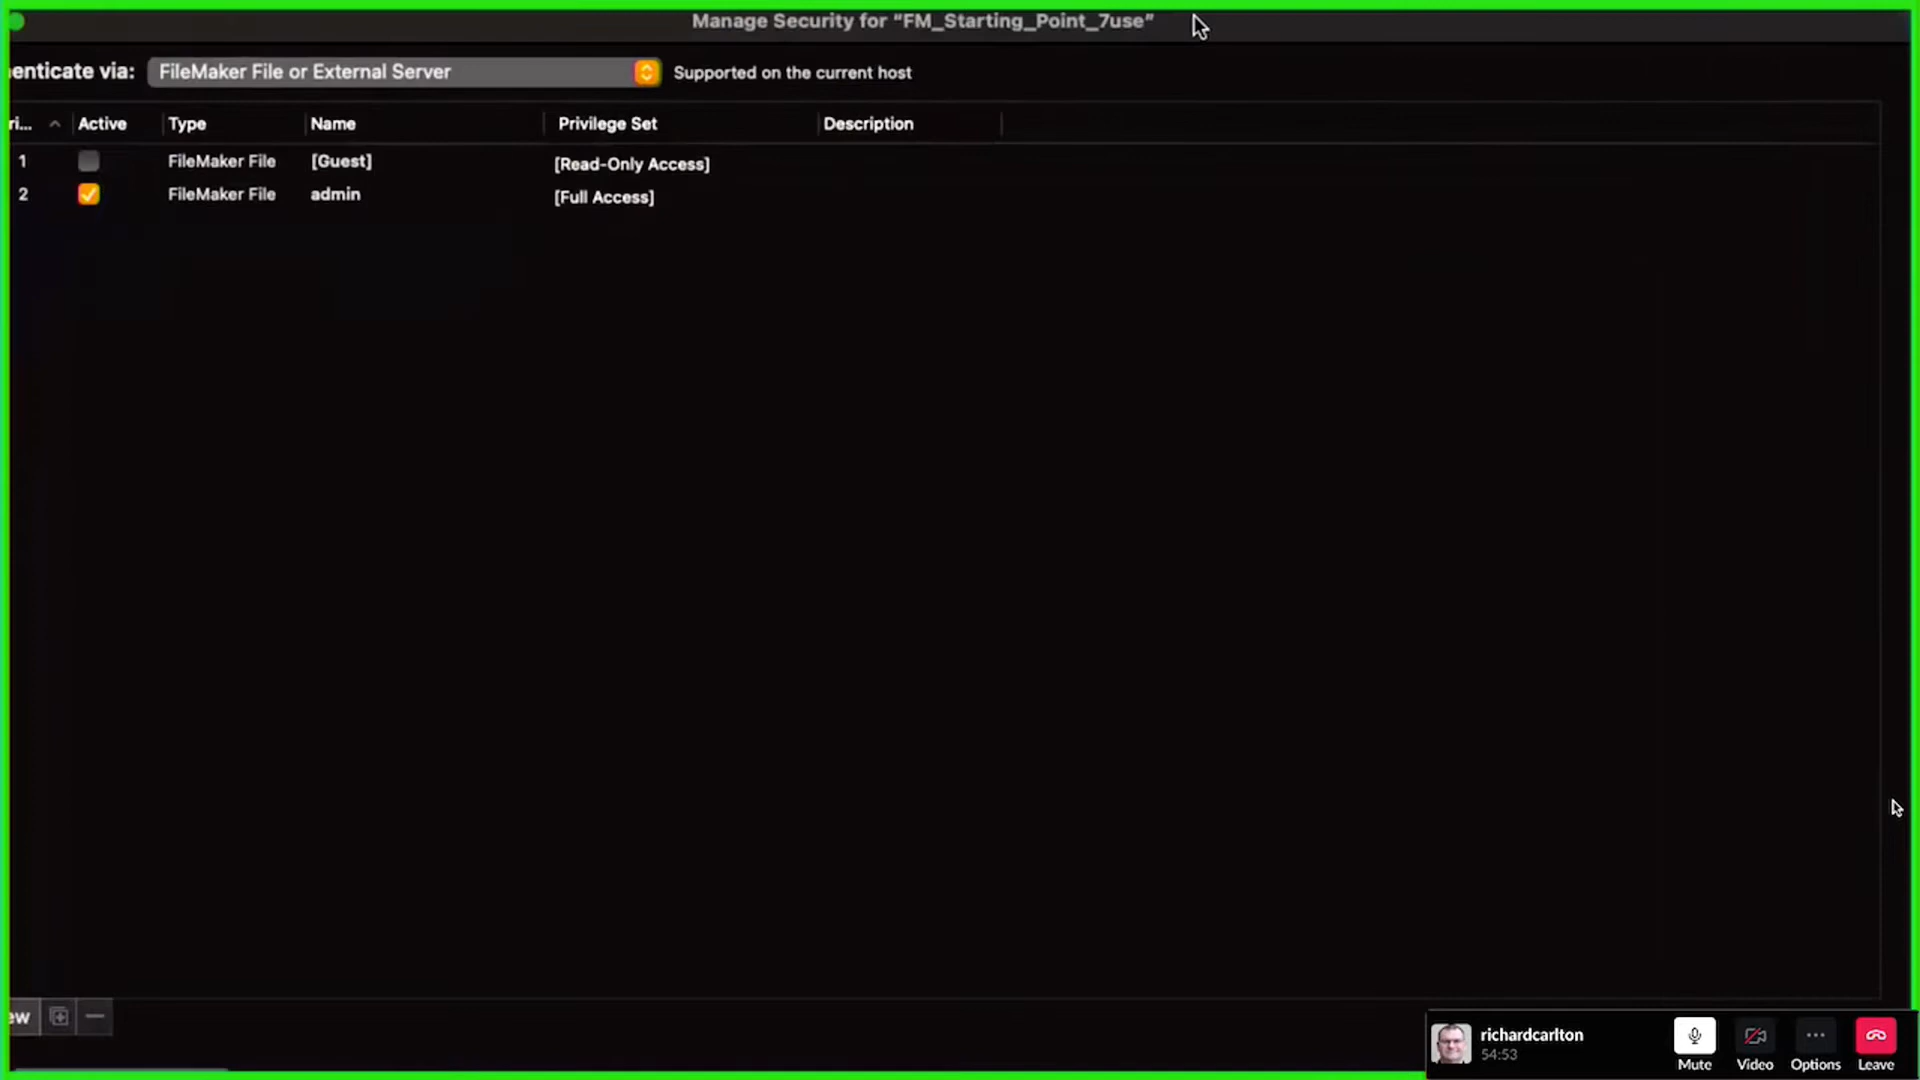 Manage Security for “FM_Starting_Point_7use”
enticate via: FileMaker File or External Server Supported on the current host
ri... Active Type Name Privilege Set Description
1 FileMaker File [Guest] [Read-Only Access]
2 FileMaker File admin [Full Access]
ew
richardcarlton
54:53
Mute Video Options Leave